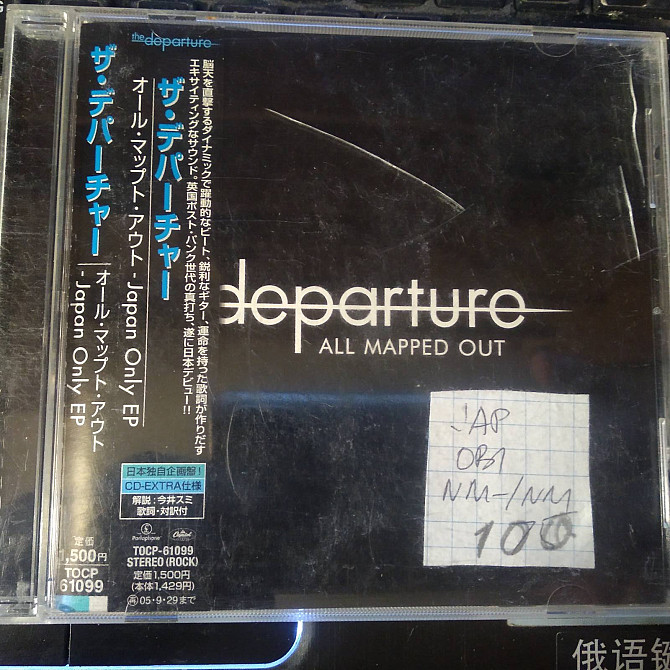 the departure
ザ・デパーチャー
オール・マップト・アウト
- Japan Only EP
定価
1,500円
TOCP
61099
脳天を直撃するダイナミックで躍動的なビート、鋭利なギター、運命を持った歌詞が作りだす
エキサイティングなサウンド。英国ポスト・パンク世代の真打ち、遂に日本デビュー!!
ザ・デパーチャー
オール・マップト・アウト - Japan Only EP
日本独自企画盤!
CD-EXTRA仕様
解説:今井スミ
歌詞・対訳付
Parlophone
Capitol
TOCP-61099
STEREO (ROCK)
定価1,500円
(本体1,429円)
再 05・9・29まで
departure
ALL MAPPED OUT
JAP
OBI
NM-/NM
100
俄语键